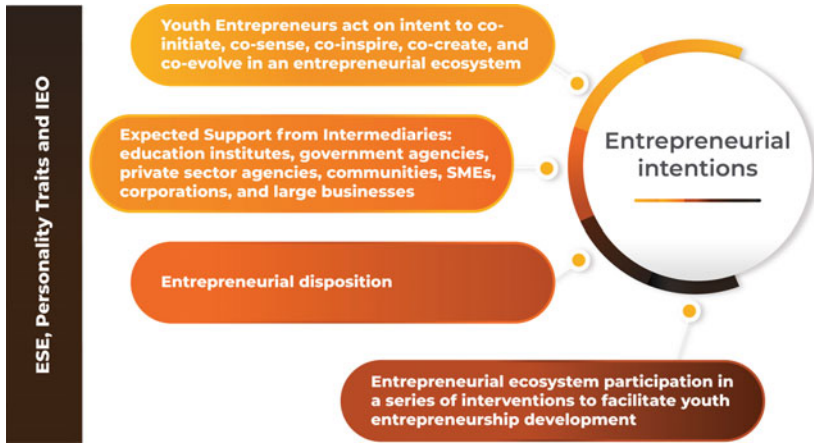 ESE, Personality Traits and IEO
Youth Entrepreneurs act on intent to co-
initiate, co-sense, co-inspire, co-create, and
co-evolve in an entrepreneurial ecosystem
Expected Support from Intermediaries:
education institutes, government agencies,
private sector agencies, communities, SMEs,
corporations, and large businesses
Entrepreneurial disposition
Entrepreneurial ecosystem participation in
a series of interventions to facilitate youth
entrepreneurship development
Entrepreneurial
intentions